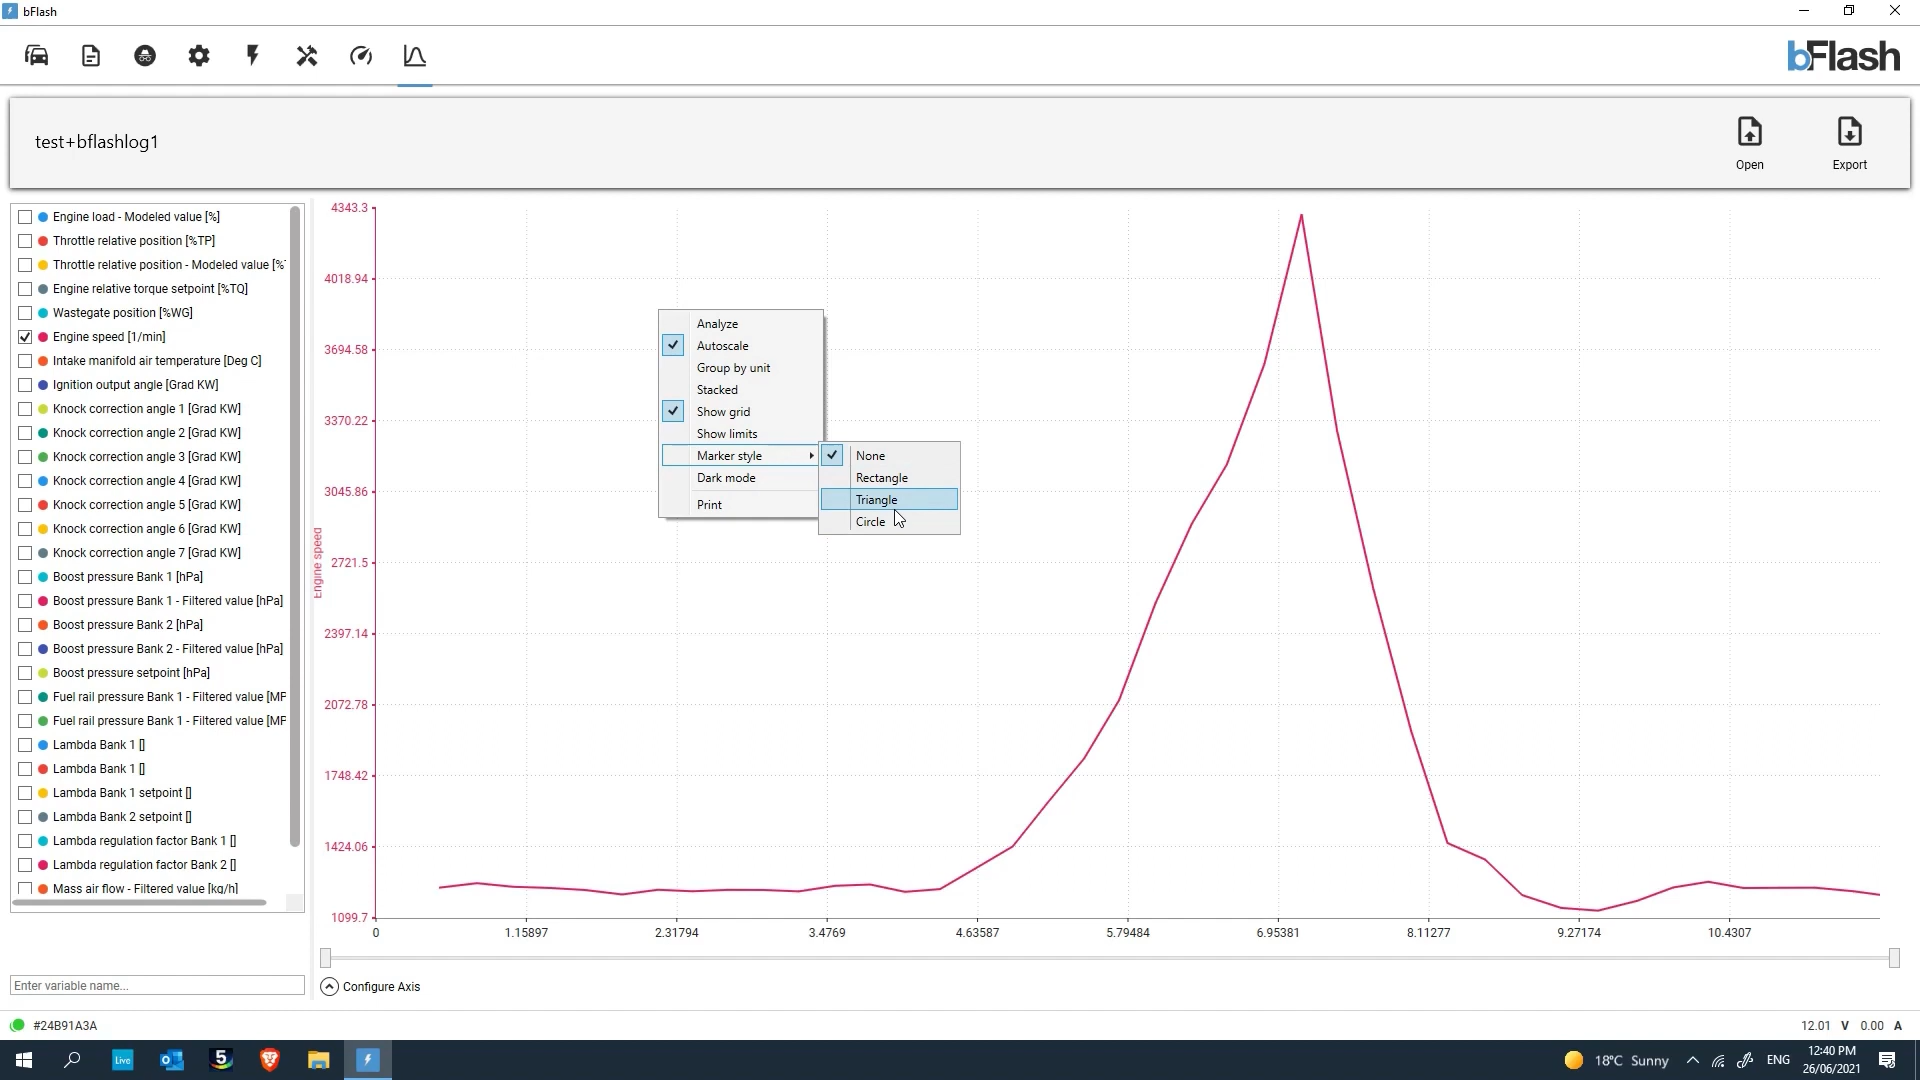 bFlash
bFlash
test+bflashlog1
Open
Export
Engine load - Modeled value [%]
Throttle relative position [%TP]
Throttle relative position - Modeled value [%
Engine relative torque setpoint [%TQ]
Wastegate position [%WG]
Engine speed [1/min]
Intake manifold air temperature [Deg C]
Ignition output angle [Grad KW]
Knock correction angle 1 [Grad KW]
Knock correction angle 2 [Grad KW]
Knock correction angle 3 [Grad KW]
Knock correction angle 4 [Grad KW]
Knock correction angle 5 [Grad KW]
Knock correction angle 6 [Grad KW]
Knock correction angle 7 [Grad KW]
Boost pressure Bank 1 [hPa]
Boost pressure Bank 1 - Filtered value [hPa]
Boost pressure Bank 2 [hPa]
Boost pressure Bank 2 - Filtered value [hPa]
Boost pressure setpoint [hPa]
Fuel rail pressure Bank 1 - Filtered value [MP
Fuel rail pressure Bank 1 - Filtered value [MP
Lambda Bank 1 []
Lambda Bank 1 []
Lambda Bank 1 setpoint []
Lambda Bank 2 setpoint []
Lambda regulation factor Bank 1 []
Lambda regulation factor Bank 2 []
Mass air flow - Filtered value [kg/h]
Enter variable name...
4343.3
4018.94
3694.58
3370.22
3045.86
2721.5
2397.14
2072.78
1748.42
1424.06
1099.7
Engine speed
Analyze
Autoscale
Group by unit
Stacked
Show grid
Show limits
Marker style
Dark mode
Print
None
Rectangle
Triangle
Circle
0
1.15897
2.31794
3.4769
4.63587
5.79484
6.95381
8.11277
9.27174
10.4307
Configure Axis
#24B91A3A
12.01 V 0.00 A
Live
5
18°C Sunny
ENG
12:40 PM
26/06/2021